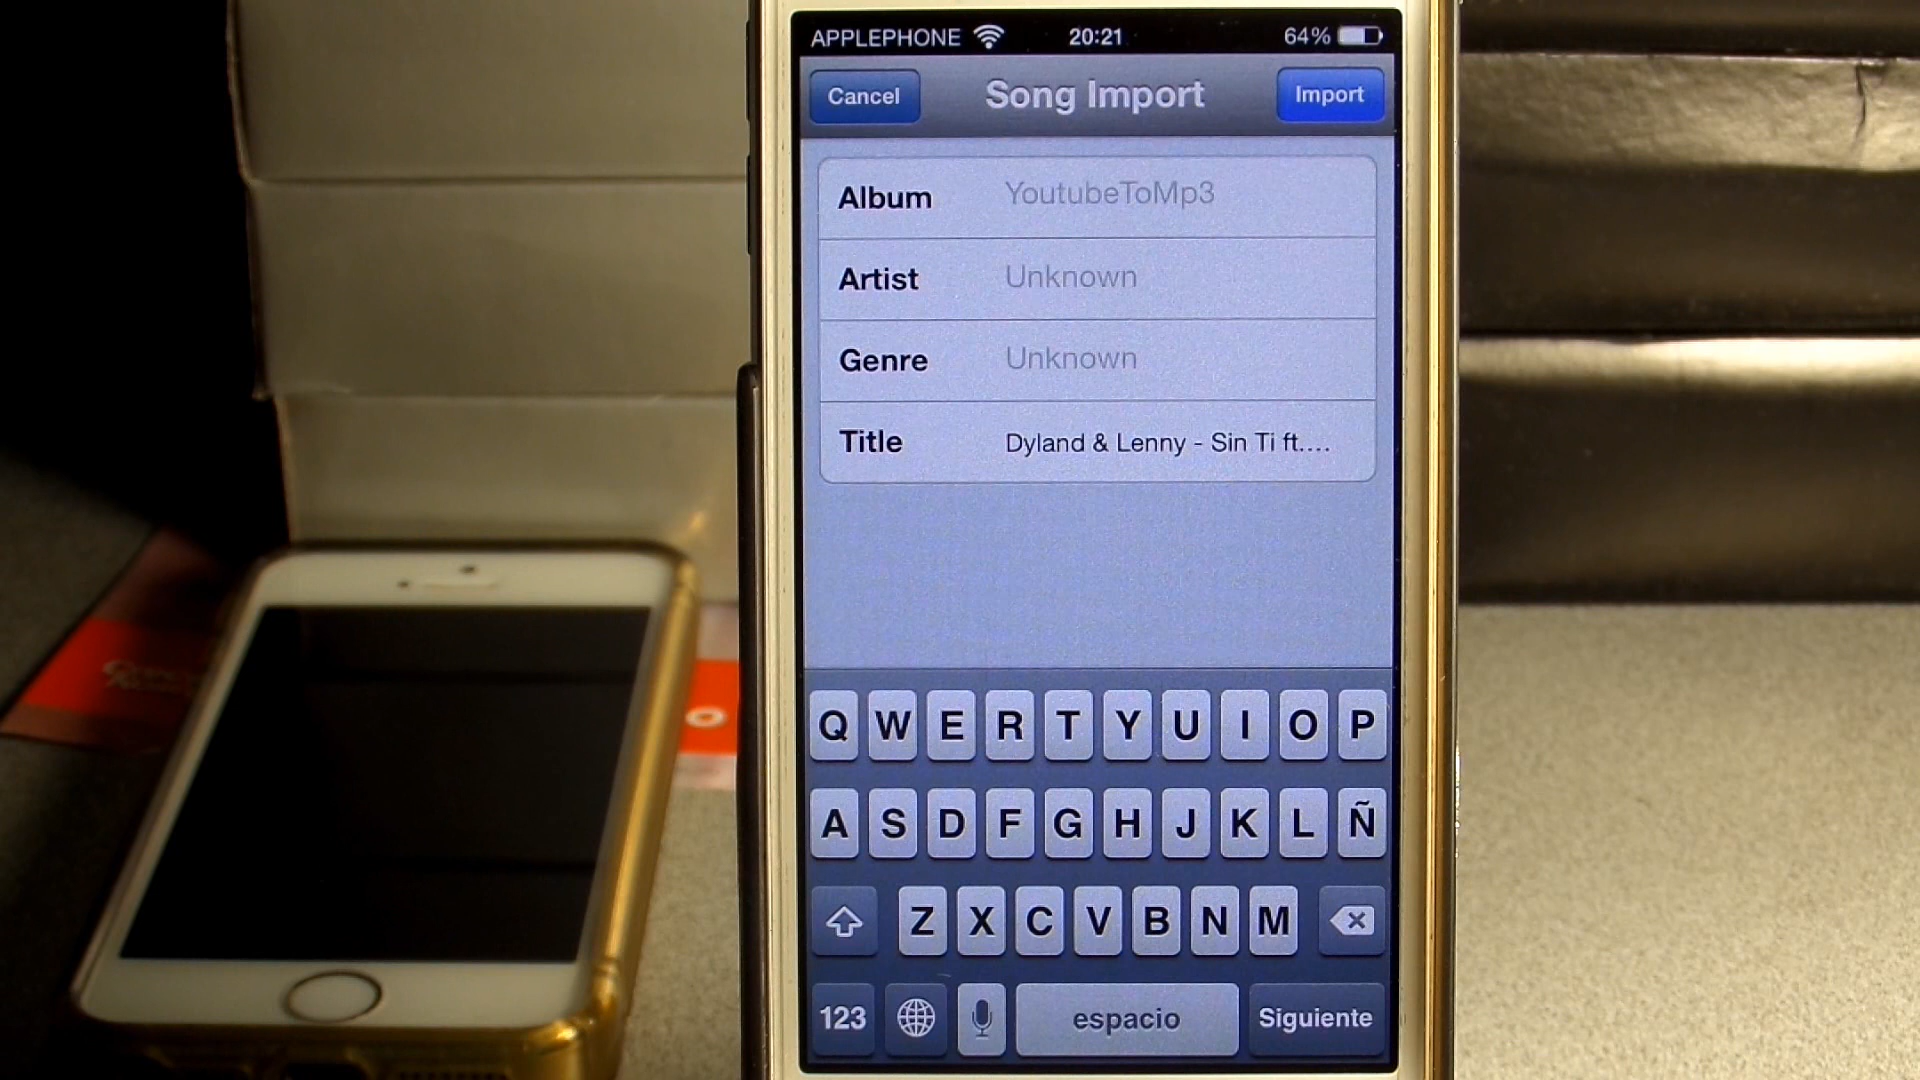 APPLEPHONE 20:21 64%
Cancel Song Import Import
Album YoutubeToMp3
Artist Unknown
Genre Unknown
Title Dyland & Lenny - Sin Ti ft....
Q W E R T Y U I O P
A S D F G H J K L Ñ
Z X C V B N M
123 espacio Siguiente